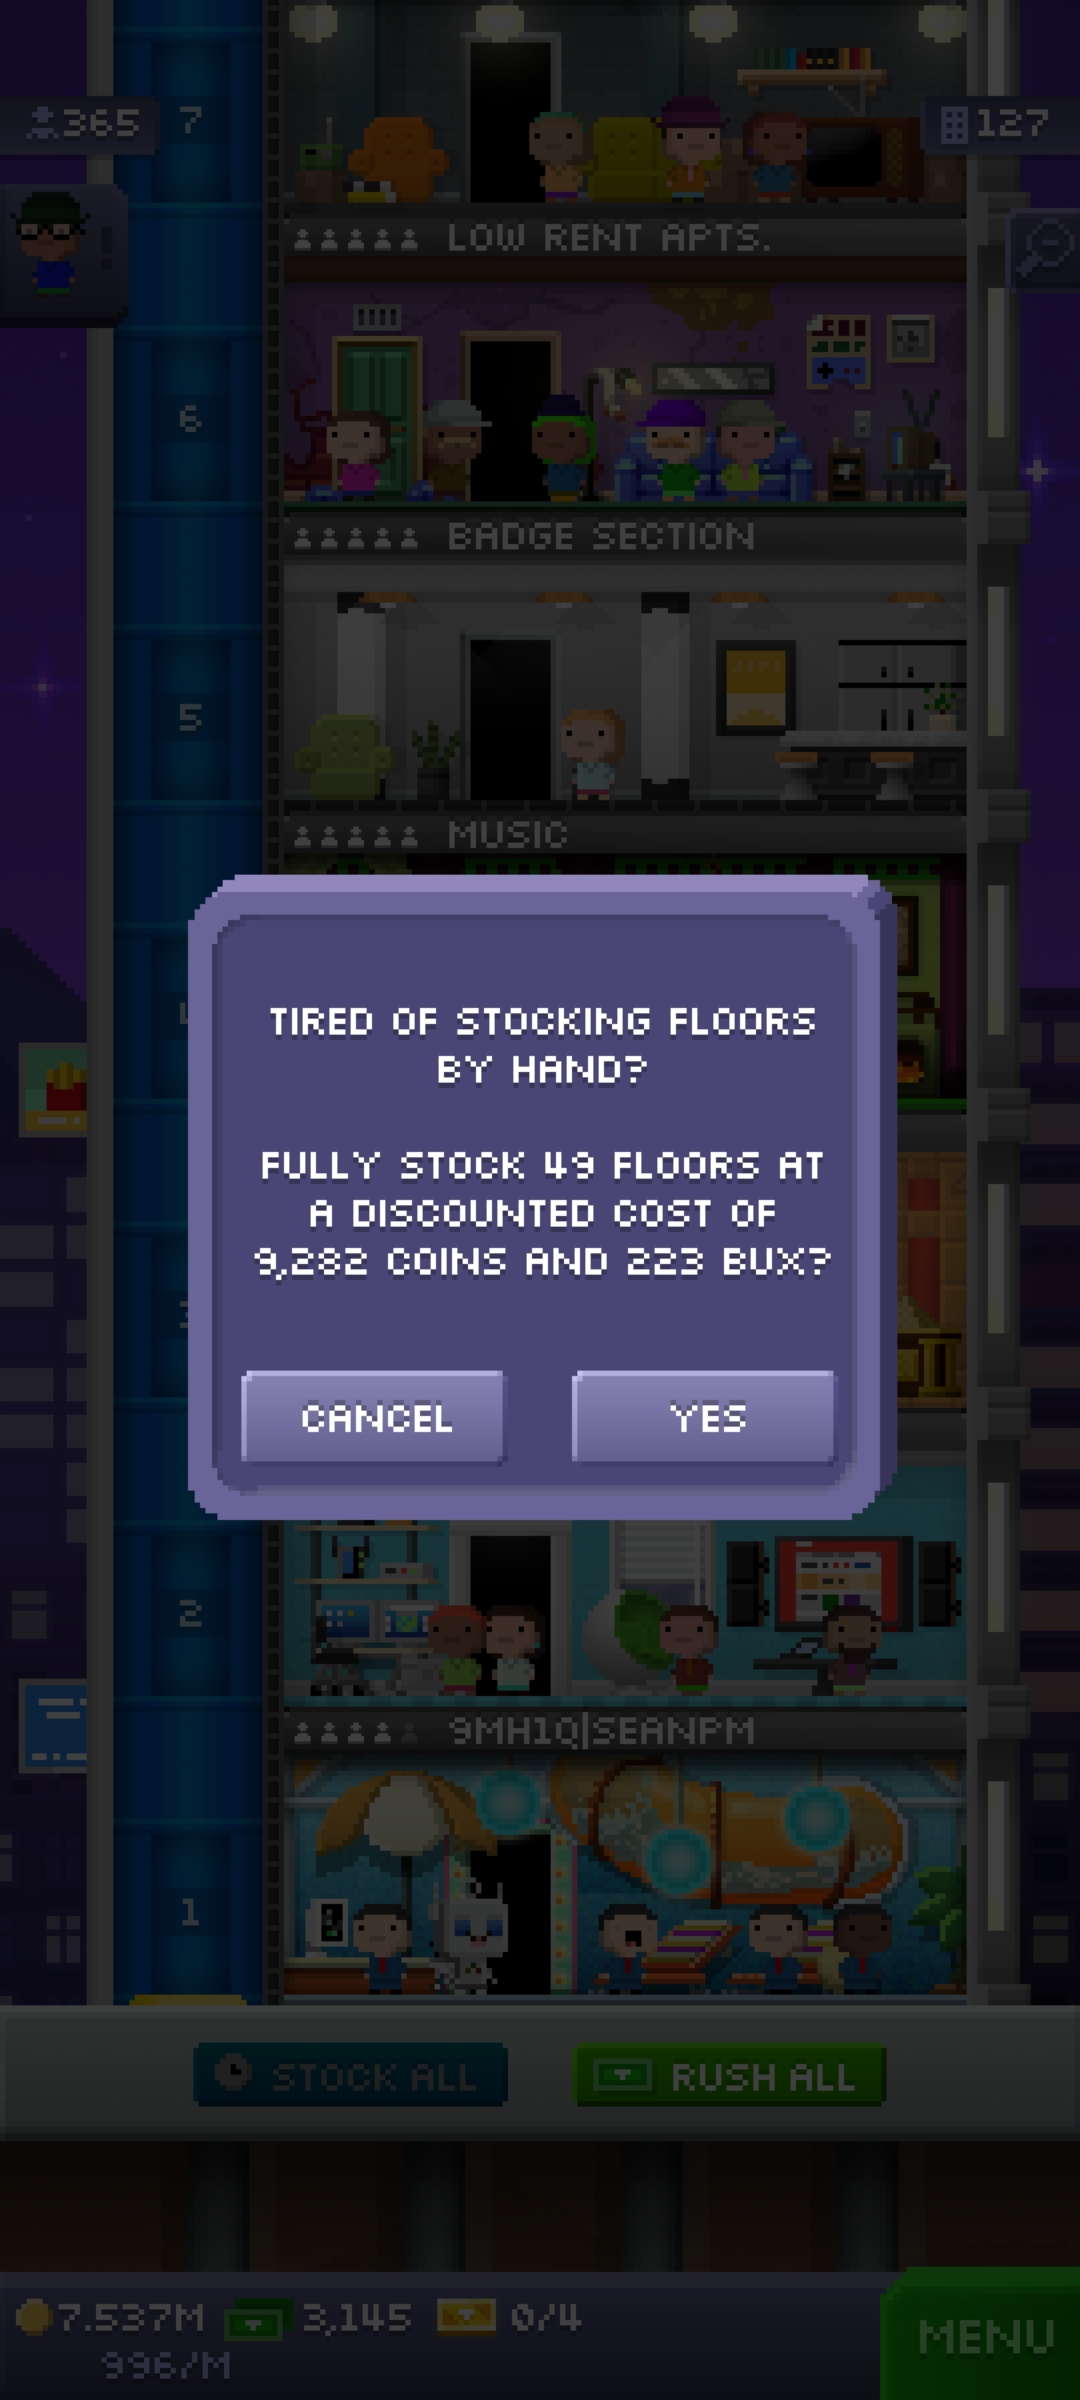 365
7
127
LOW RENT APTS.
6
BADGE SECTION
5
MUSIC
TIRED OF STOCKING FLOORS
BY HAND?
FULLY STOCK 49 FLOORS AT
A DISCOUNTED COST OF
9,282 COINS AND 223 BUX?
CANCEL
YES
2
9MH1Q|SEANPM
1
STOCK ALL
RUSH ALL
7.537M
3,145
0/4
996/M
MENU